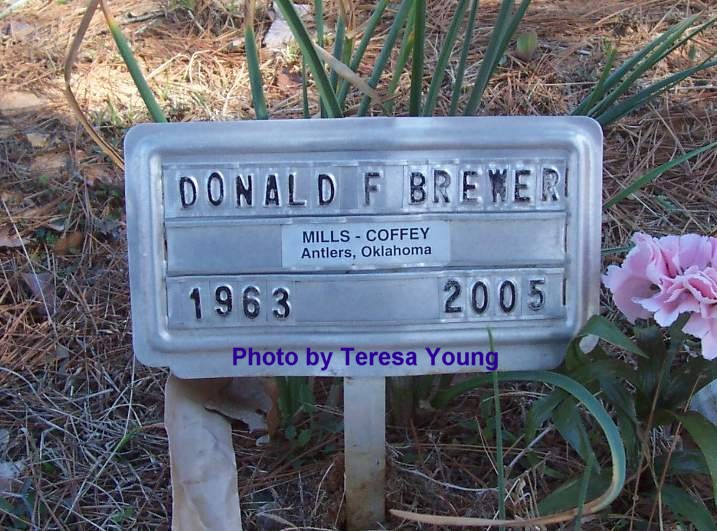 DONALD F BREWER
MILLS - COFFEY
Antlers, Oklahoma
1963 2005
Photo by Teresa Young